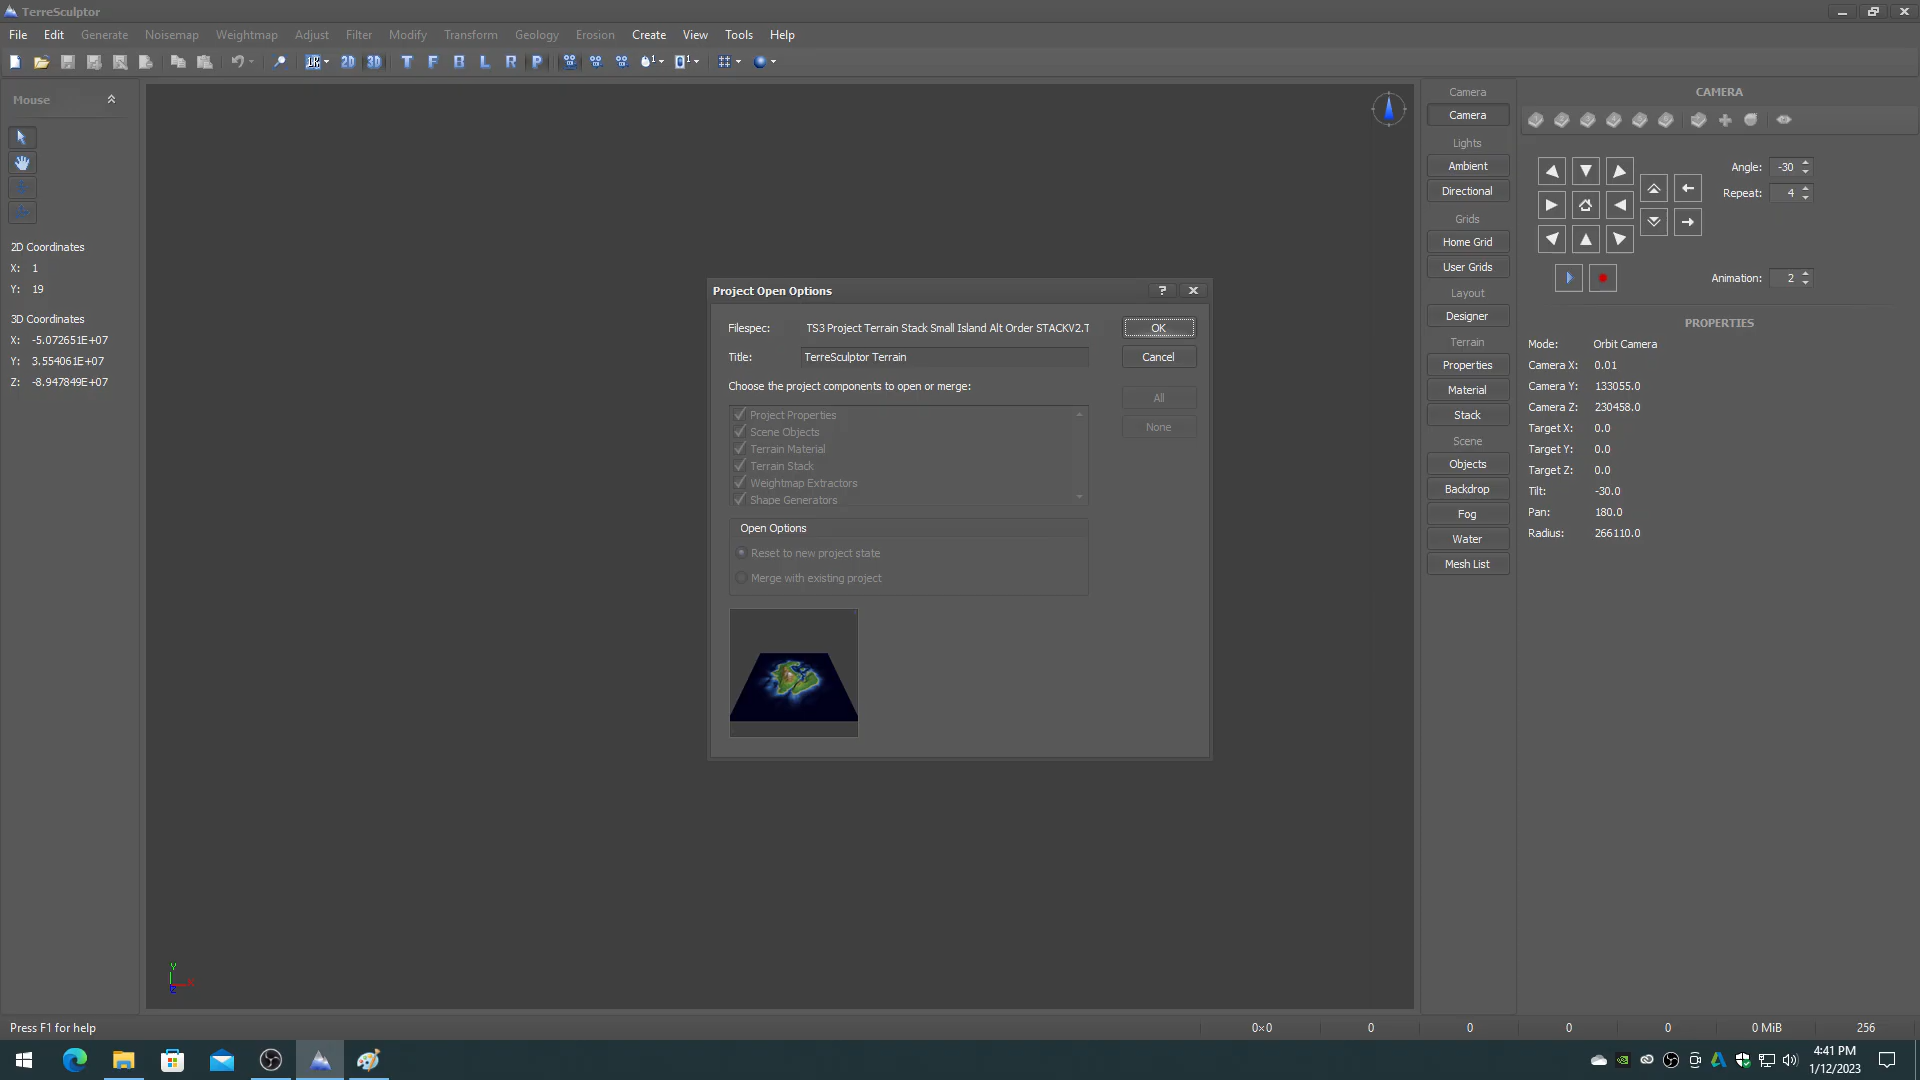 TerreSculptor
File Edit Generate Noisemap Weightmap Adjust Filter Modify Transform Geology Erosion Create View Tools Help
1K 2D 3D T F B L R P
Mouse
2D Coordinates
X: 1
Y: 19
3D Coordinates
X: -5.072651E+07
Y: 3.554061E+07
Z: -8.947849E+07
Project Open Options
Filespec: TS3 Project Terrain Stack Small Island Alt Order STACKV2.T
OK
Title: TerreSculptor Terrain
Cancel
Choose the project components to open or merge:
All
None
Project Properties
Scene Objects
Terrain Material
Terrain Stack
Weightmap Extractors
Shape Generators
Open Options
Reset to new project state
Merge with existing project
Y
X
Z
Camera
Camera
Lights
Ambient
Directional
Grids
Home Grid
User Grids
Layout
Designer
Terrain
Properties
Material
Stack
Scene
Objects
Backdrop
Fog
Water
Mesh List
CAMERA
Angle: -30
Repeat: 4
Animation: 2
PROPERTIES
Mode: Orbit Camera
Camera X: 0.01
Camera Y: 133055.0
Camera Z: 230458.0
Target X: 0.0
Target Y: 0.0
Target Z: 0.0
Tilt: -30.0
Pan: 180.0
Radius: 266110.0
Press F1 for help
0×0 0 0 0 0 0 MiB 256
4:41 PM
1/12/2023